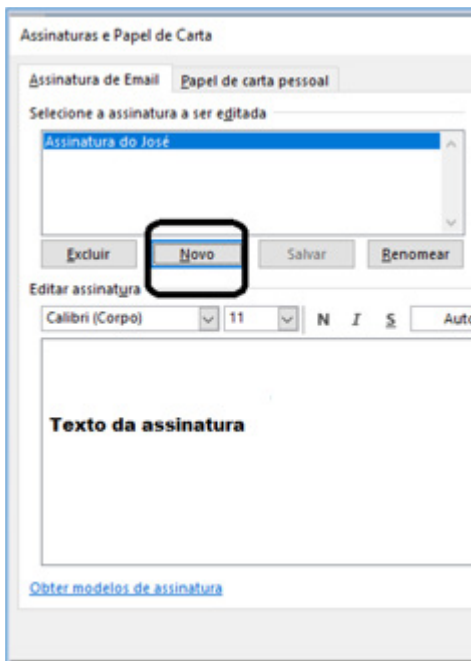 Assinaturas e Papel de Carta
Assinatura de Email Papel de carta pessoal
Selecione a assinatura a ser editada
Assinatura do José
Excluir Novo Salvar Renomear
Editar assinatura
Calibri (Corpo) 11 N I S Auto
Texto da assinatura
Obter modelos de assinatura